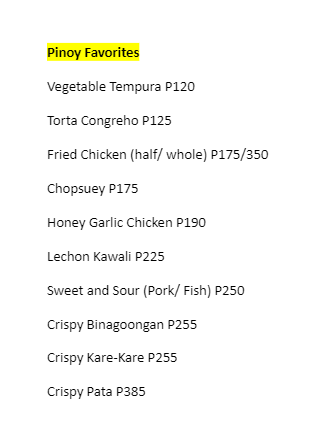 Pinoy Favorites
Vegetable Tempura P120
Torta Congreho P125
Fried Chicken (half/ whole) P175/350
Chopsuey P175
Honey Garlic Chicken P190
Lechon Kawali P225
Sweet and Sour (Pork/ Fish) P250
Crispy Binagoongan P255
Crispy Kare-Kare P255
Crispy Pata P385